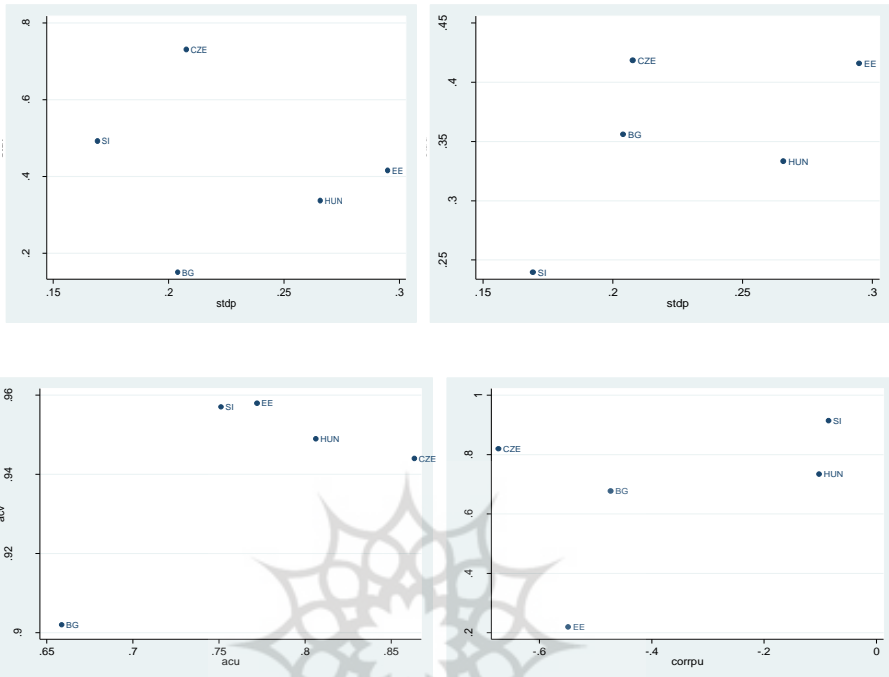 .8
.6
.4
.2
CZE
SI
EE
HUN
BG
.15 .2 .25 .3
stdp
.45
.4
.35
.3
.25
CZE
EE
BG
HUN
SI
.15 .2 .25 .3
stdp
.96
.94
.92
.9
acv
SI
EE
HUN
CZE
BG
.65 .7 .75 .8 .85
acu
1
.8
.6
.4
.2
SI
CZE
HUN
BG
EE
-.6 -.4 -.2 0
corrpu